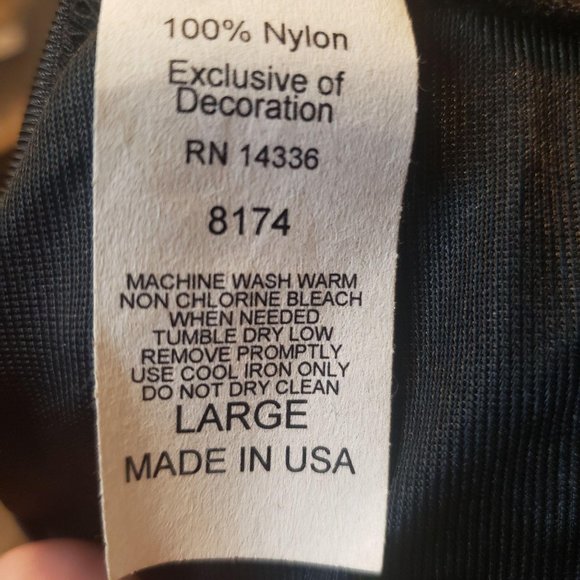 100% Nylon
Exclusive of
Decoration
RN 14336
8174
MACHINE WASH WARM
NON CHLORINE BLEACH
WHEN NEEDED
TUMBLE DRY LOW
REMOVE PROMPTLY
USE COOL IRON ONLY
DO NOT DRY CLEAN
LARGE
MADE IN USA